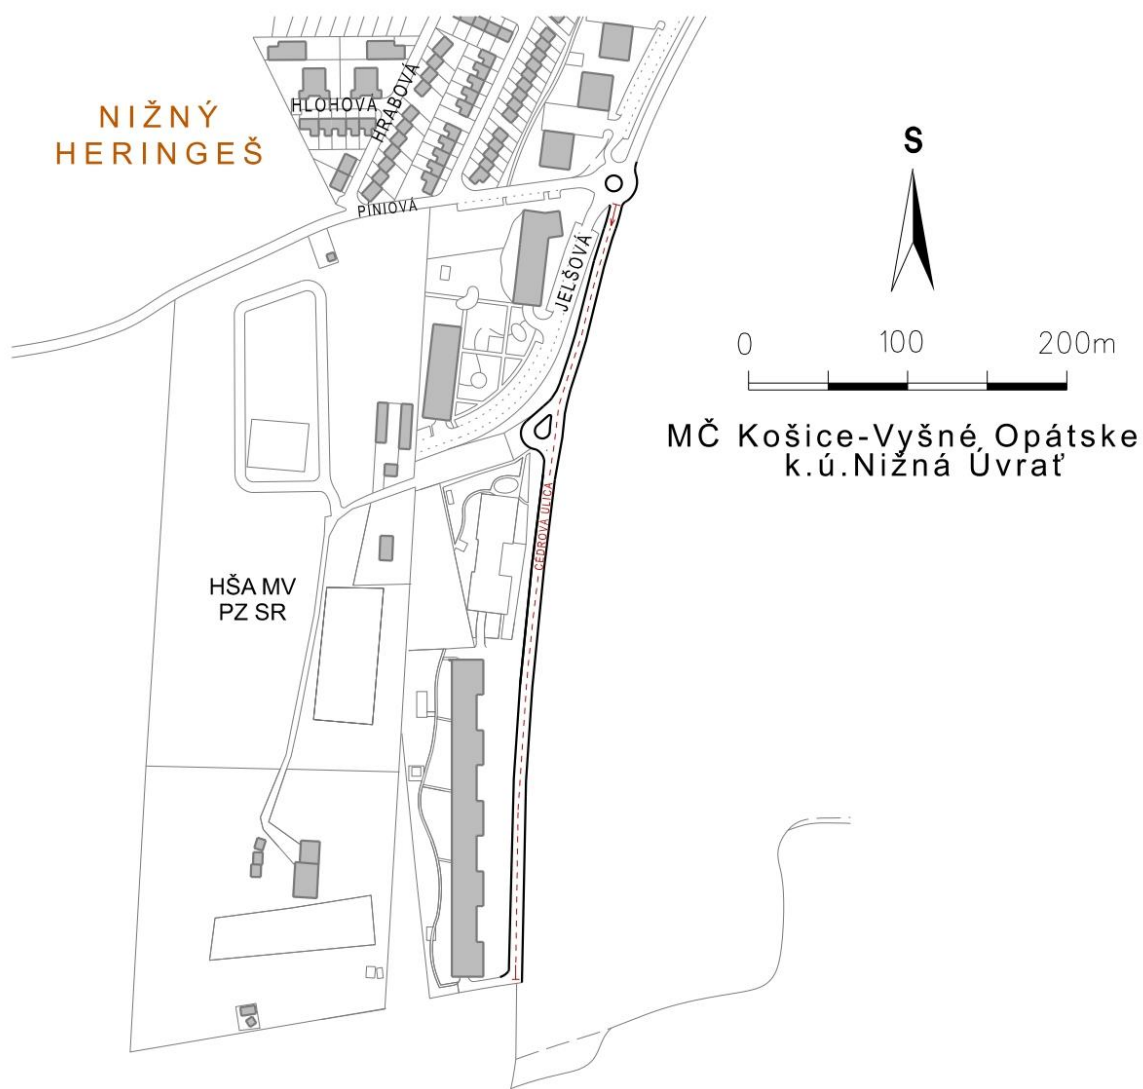 NIŽNÝ
HERINGEŠ
HLOHOVÁ
HRABOVÁ
PÍNIOVÁ
JELŠOVÁ
S
0 100 200m
MČ Košice-Vyšné Opátske
k.ú.Nižná Úvrať
CÉDROVÁ ULICA
HŠA MV
PZ SR